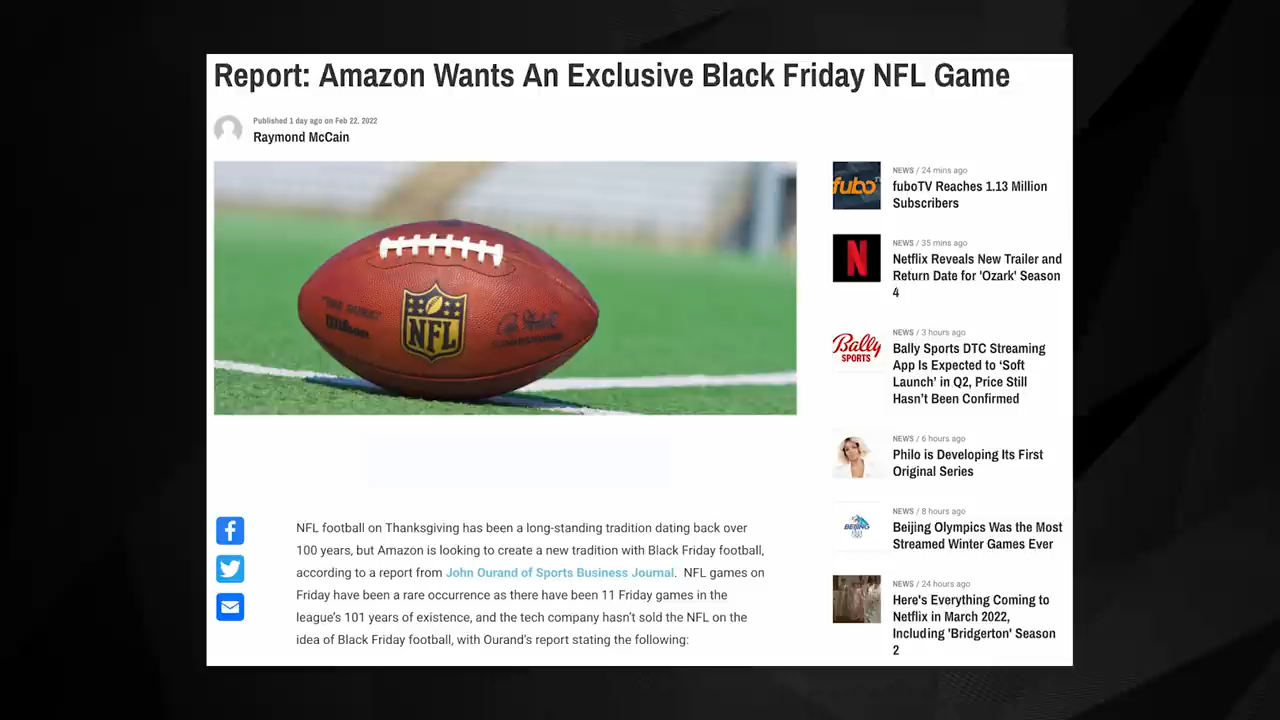 Report: Amazon Wants An Exclusive Black Friday NFL Game
Published 1 day ago on Feb 22, 2022
Raymond McCain
"THE DUKE"
Wilson
NFL
NFL football on Thanksgiving has been a long-standing tradition dating back over
100 years, but Amazon is looking to create a new tradition with Black Friday football,
according to a report from John Ourand of Sports Business Journal. NFL games on
Friday have been a rare occurrence as there have been 11 Friday games in the
league’s 101 years of existence, and the tech company hasn’t sold the NFL on the
idea of Black Friday football, with Ourand’s report stating the following:
fubo
NEWS / 24 mins ago
fuboTV Reaches 1.13 Million
Subscribers
N
NEWS / 35 mins ago
Netflix Reveals New Trailer and
Return Date for 'Ozark' Season
4
Bally
SPORTS
NEWS / 3 hours ago
Bally Sports DTC Streaming
App Is Expected to ‘Soft
Launch’ in Q2, Price Still
Hasn’t Been Confirmed
NEWS / 6 hours ago
Philo is Developing Its First
Original Series
BEIJING
NEWS / 8 hours ago
Beijing Olympics Was the Most
Streamed Winter Games Ever
NEWS / 24 hours ago
Here's Everything Coming to
Netflix in March 2022,
Including 'Bridgerton' Season
2